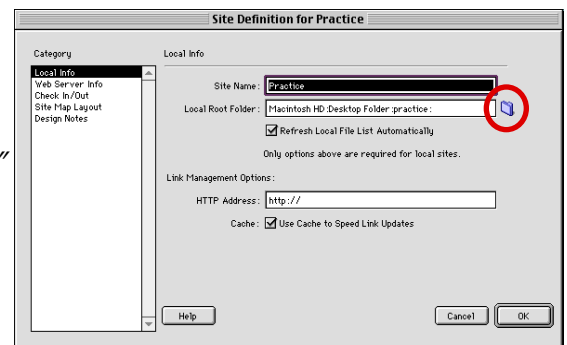 Site Definition for Practice
Category
Local Info
Web Server Info
Check In/Out
Site Map Layout
Design Notes
Local Info
Site Name: Practice
Local Root Folder: Macintosh HD:Desktop Folder:practice:
Refresh Local File List Automatically
Only options above are required for local sites.
Link Management Options:
HTTP Address: http://
Cache: Use Cache to Speed Link Updates
Help
Cancel
OK
"